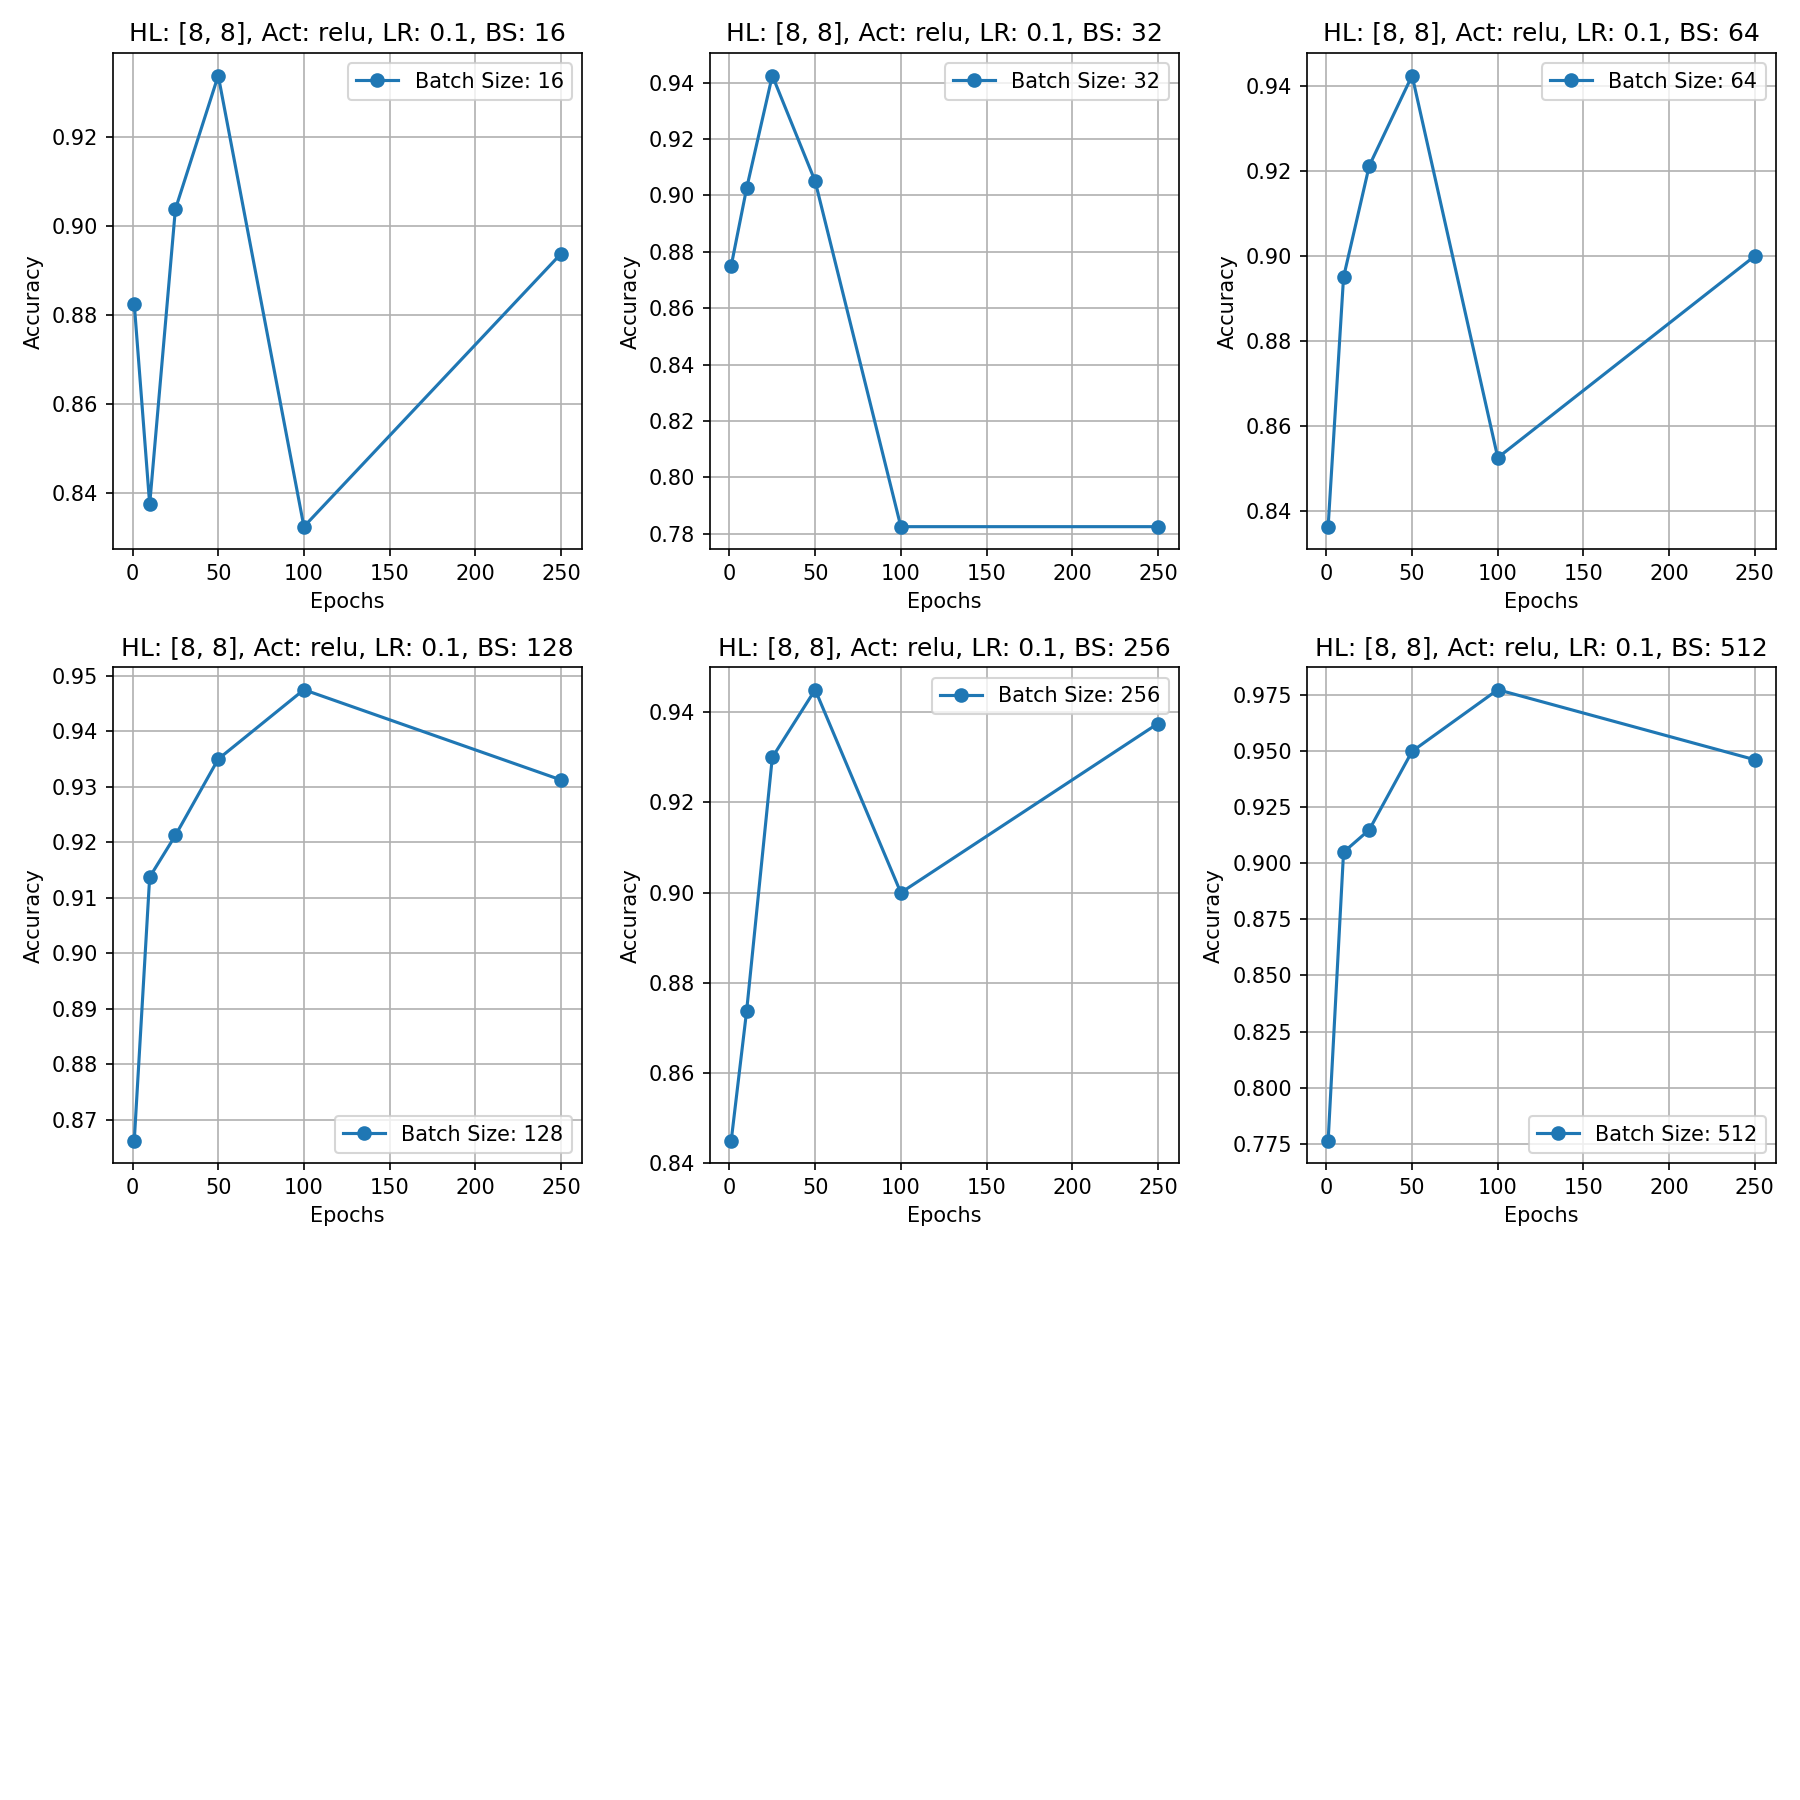 HL: [8, 8], Act: relu, LR: 0.1, BS: 16
Batch Size: 16
Accuracy
0.92
0.90
0.88
0.86
0.84
0 50 100 150 200 250
Epochs
HL: [8, 8], Act: relu, LR: 0.1, BS: 32
Batch Size: 32
Accuracy
0.94
0.92
0.90
0.88
0.86
0.84
0.82
0.80
0.78
0 50 100 150 200 250
Epochs
HL: [8, 8], Act: relu, LR: 0.1, BS: 64
Batch Size: 64
Accuracy
0.94
0.92
0.90
0.88
0.86
0.84
0 50 100 150 200 250
Epochs
HL: [8, 8], Act: relu, LR: 0.1, BS: 128
Accuracy
0.95
0.94
0.93
0.92
0.91
0.90
0.89
0.88
0.87
Batch Size: 128
0 50 100 150 200 250
Epochs
HL: [8, 8], Act: relu, LR: 0.1, BS: 256
Batch Size: 256
Accuracy
0.94
0.92
0.90
0.88
0.86
0.84
0 50 100 150 200 250
Epochs
HL: [8, 8], Act: relu, LR: 0.1, BS: 512
Accuracy
0.975
0.950
0.925
0.900
0.875
0.850
0.825
0.800
0.775
Batch Size: 512
0 50 100 150 200 250
Epochs